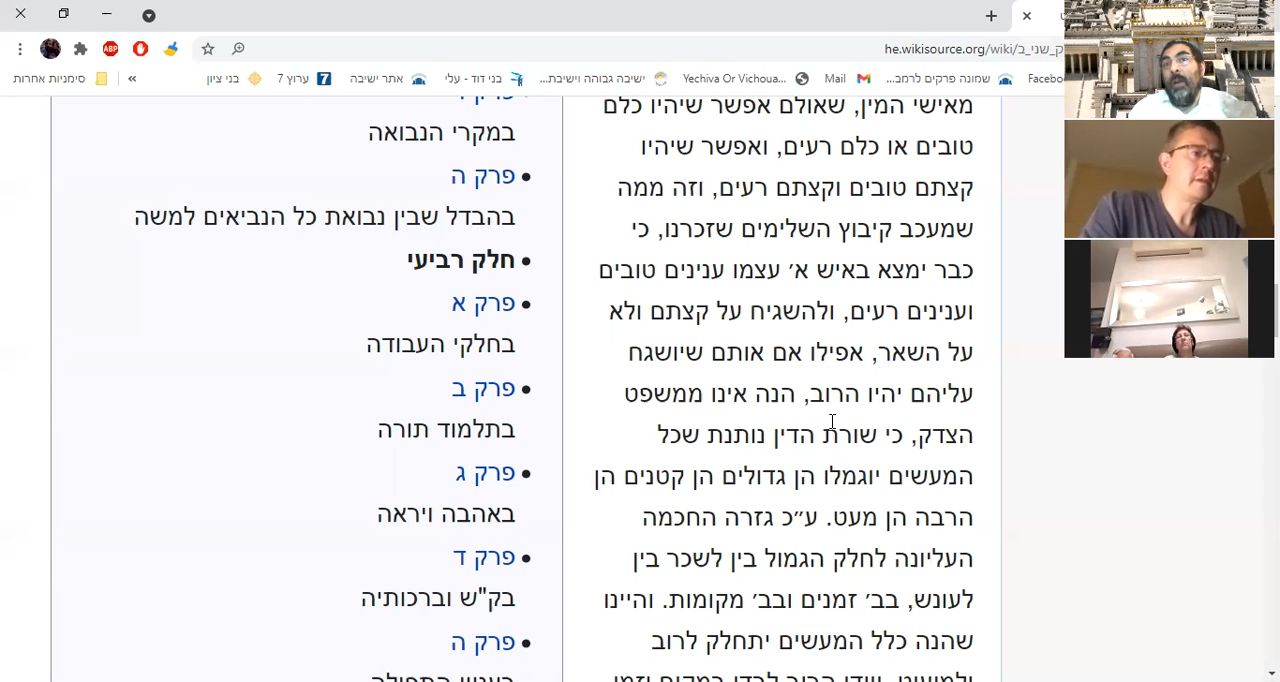 he.wikisource.org/wiki/ק_שני_ב
סימניות אחרות
«
בני ציון
ערוץ 7
אתר ישיבה
בני דוד - עלי
ישיבה גבוהה וישיבת...
Yechiva Or Vichoua...
Mail
שמונה פרקים לרמב...
Facebo
ABP
מאישי המין, שאולם אפשר שיהיו כלם
טובים או כלם רעים, ואפשר שיהיו
קצתם טובים וקצתם רעים, וזה ממה
שמעכב קיבוץ השלימים שזכרנו, כי
כבר ימצא באיש א׳ עצמו ענינים טובים
וענינים רעים, ולהשגיח על קצתם ולא
על השאר, אפילו אם אותם שיושגח
עליהם יהיו הרוב, הנה אינו ממשפט
הצדק, כי שורת הדין נותנת שכל
המעשים יוגמלו הן גדולים הן קטנים הן
הרבה הן מעט. ע״כ גזרה החכמה
העליונה לחלק הגמול בין לשכר בין
לעונש, בב׳ זמנים ובב׳ מקומות. והיינו
שהנה כלל המעשים יתחלק לרוב
במקרי הנבואה
פרק ה
בהבדל שבין נבואת כל הנביאים למשה
חלק רביעי
פרק א
בחלקי העבודה
פרק ב
בתלמוד תורה
פרק ג
באהבה ויראה
פרק ד
בק"ש וברכותיה
פרק ה